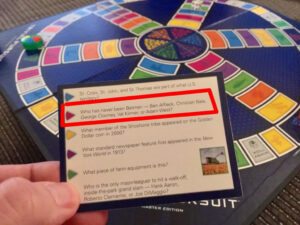 St. Croix, St. John, and St. Thomas are part of what U.S.
territory?
Who has never been Batman — Ben Affleck, Christian Bale,
George Clooney, Val Kilmer, or Adam West?
What member of the Shoshone tribe appeared on the Golden
Dollar coin in 2000?
What standard newspaper feature first appeared in the New
York World in 1913?
What piece of farm equipment is this?
Who is the only major-leaguer to hit a walk-off,
inside-the-park grand slam — Hank Aaron,
Roberto Clemente, or Joe DiMaggio?
RSUIT
MASTER EDITION